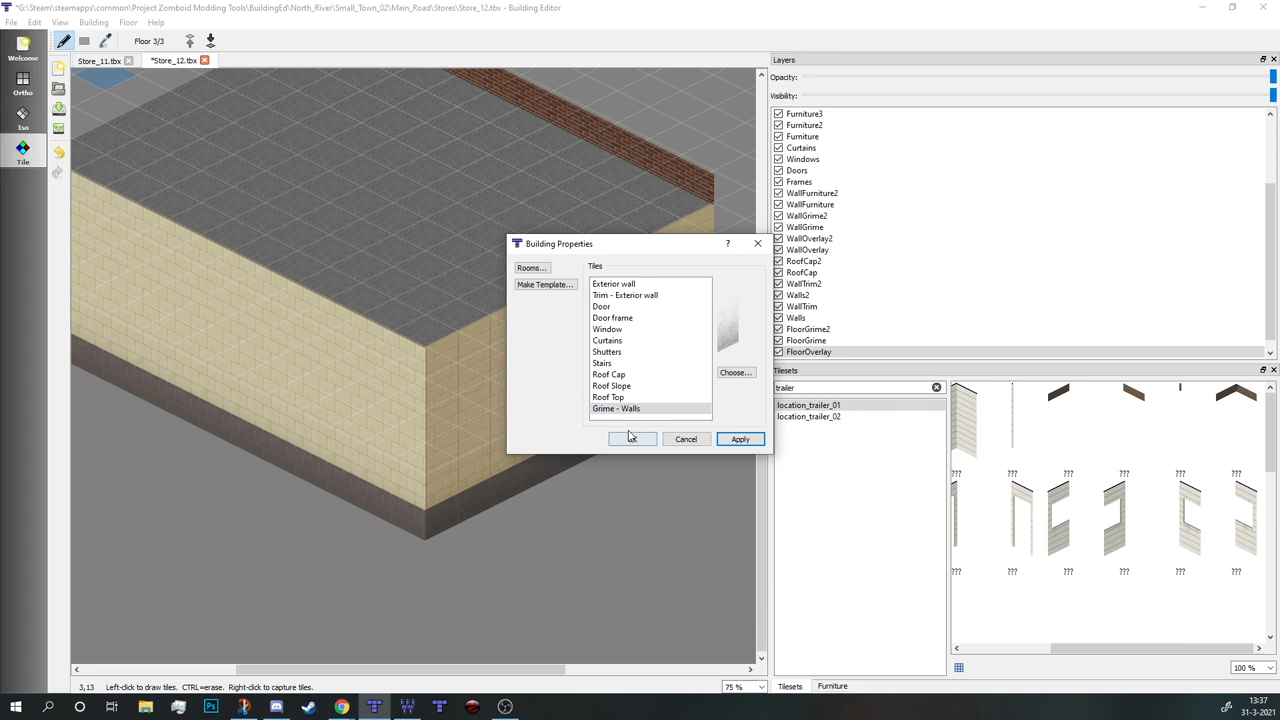 *G:\Steam\steamapps\common\Project Zomboid Modding Tools\BuildingEd\North_River\Small_Town_02\Main_Road\Stores\Store_12.tbx - Building Editor
File Edit View Building Floor Help
Floor 3/3
Welcome
Ortho
Iso
Tile
Store_11.tbx
*Store_12.tbx
Layers
Opacity:
Visibility:
Furniture3
Furniture2
Furniture
Curtains
Windows
Doors
Frames
WallFurniture2
WallFurniture
WallGrime2
WallGrime
WallOverlay2
WallOverlay
RoofCap2
RoofCap
WallTrim2
Walls2
WallTrim
Walls
FloorGrime2
FloorGrime
FloorOverlay
Building Properties
?
Rooms...
Make Template...
Tiles
Exterior wall
Trim - Exterior wall
Door
Door frame
Window
Curtains
Shutters
Stairs
Roof Cap
Roof Slope
Roof Top
Grime - Walls
Choose...
Cancel
Apply
Tilesets
trailer
location_trailer_01
location_trailer_02
??? ??? ??? ??? ??? ???
??? ??? ??? ??? ??? ???
100 %
Tilesets
Furniture
3,13 Left-click to draw tiles. CTRL=erase. Right-click to capture tiles.
75 %
13:37
31-3-2021